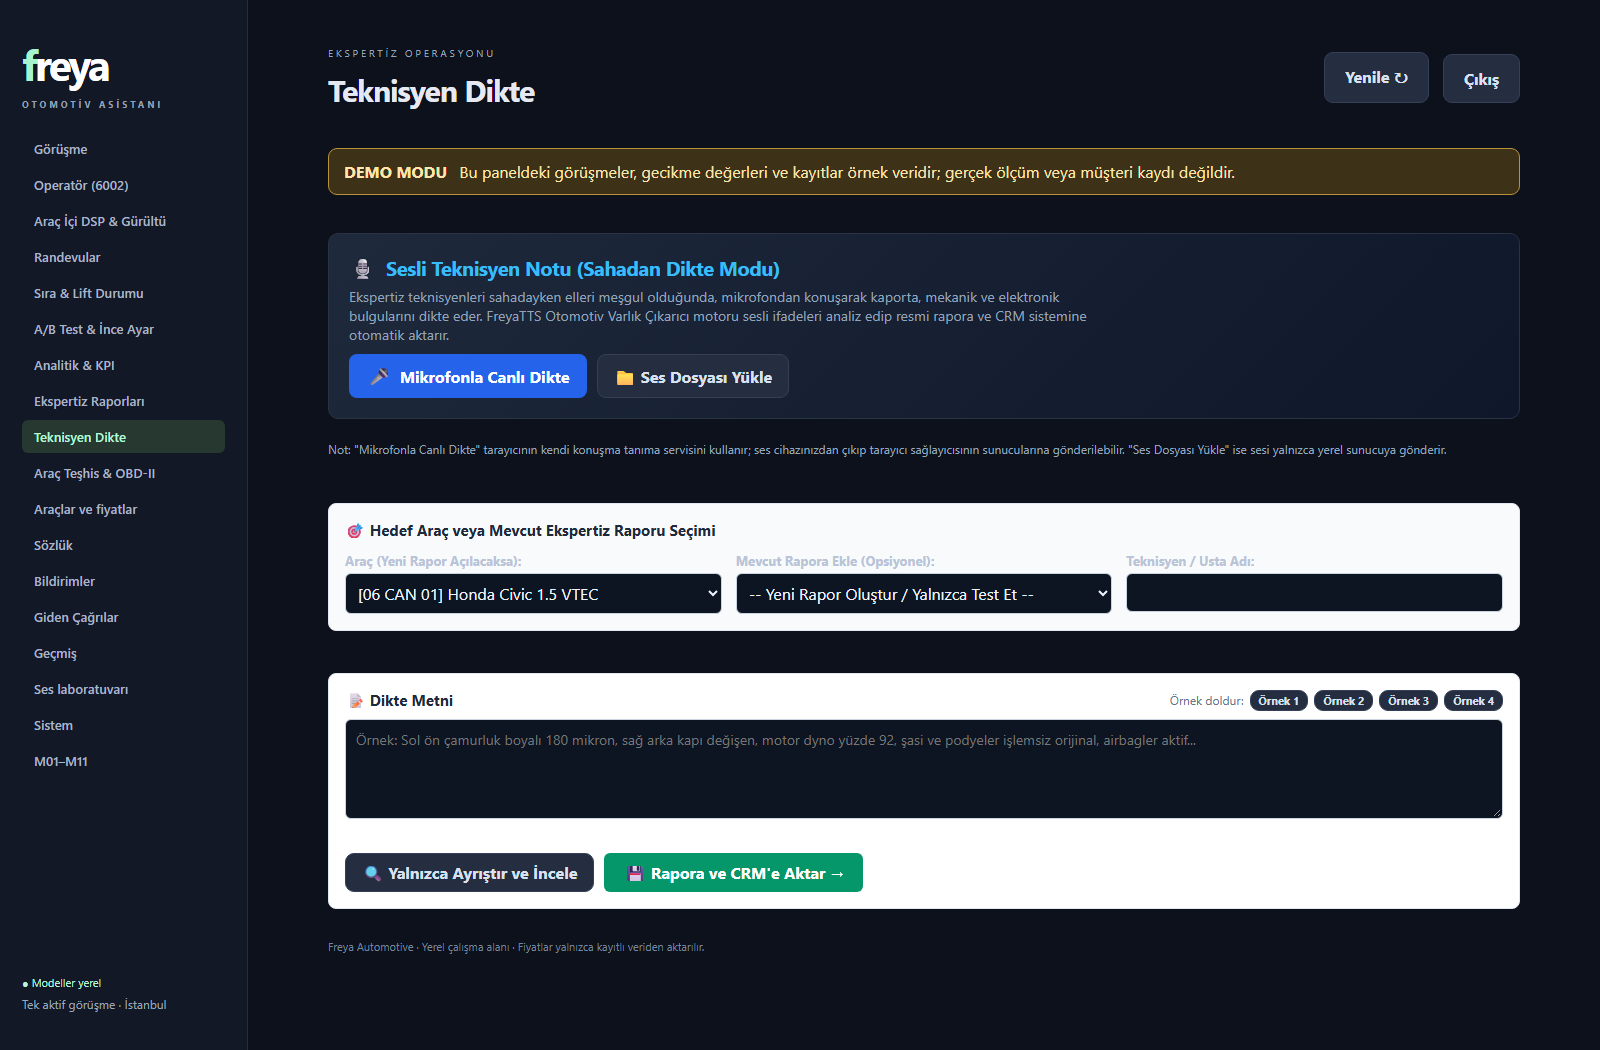 freya
OTOMOTİV ASİSTANI
Görüşme
Operatör (6002)
Araç İçi DSP & Gürültü
Randevular
Sıra & Lift Durumu
A/B Test & İnce Ayar
Analitik & KPI
Ekspertiz Raporları
Teknisyen Dikte
Araç Teşhis & OBD-II
Araçlar ve fiyatlar
Sözlük
Bildirimler
Giden Çağrılar
Geçmiş
Ses laboratuvarı
Sistem
M01–M11
● Modeller yerel
Tek aktif görüşme · İstanbul
EKSPERTİZ OPERASYONU
Teknisyen Dikte
Yenile ↻
Çıkış
DEMO MODU Bu paneldeki görüşmeler, gecikme değerleri ve kayıtlar örnek veridir; gerçek ölçüm veya müşteri kaydı değildir.
Sesli Teknisyen Notu (Sahadan Dikte Modu)
Ekspertiz teknisyenleri sahadayken elleri meşgul olduğunda, mikrofondan konuşarak kaporta, mekanik ve elektronik
bulgularını dikte eder. FreyaTTS Otomotiv Varlık Çıkarıcı motoru sesli ifadeleri analiz edip resmi rapora ve CRM sistemine
otomatik aktarır.
Mikrofonla Canlı Dikte
Ses Dosyası Yükle
Not: "Mikrofonla Canlı Dikte" tarayıcının kendi konuşma tanıma servisini kullanır; ses cihazınızdan çıkıp tarayıcı sağlayıcısının sunucularına gönderilebilir. "Ses Dosyası Yükle" ise sesi yalnızca yerel sunucuya gönderir.
Hedef Araç veya Mevcut Ekspertiz Raporu Seçimi
Araç (Yeni Rapor Açılacaksa):
[06 CAN 01] Honda Civic 1.5 VTEC
Mevcut Rapora Ekle (Opsiyonel):
-- Yeni Rapor Oluştur / Yalnızca Test Et --
Teknisyen / Usta Adı:
Dikte Metni
Örnek doldur:
Örnek 1
Örnek 2
Örnek 3
Örnek 4
Örnek: Sol ön çamurluk boyalı 180 mikron, sağ arka kapı değişen, motor dyno yüzde 92, şasi ve podyeler işlemsiz orijinal, airbagler aktif...
Yalnızca Ayrıştır ve İncele
Rapora ve CRM'e Aktar →
Freya Automotive · Yerel çalışma alanı · Fiyatlar yalnızca kayıtlı veriden aktarılır.